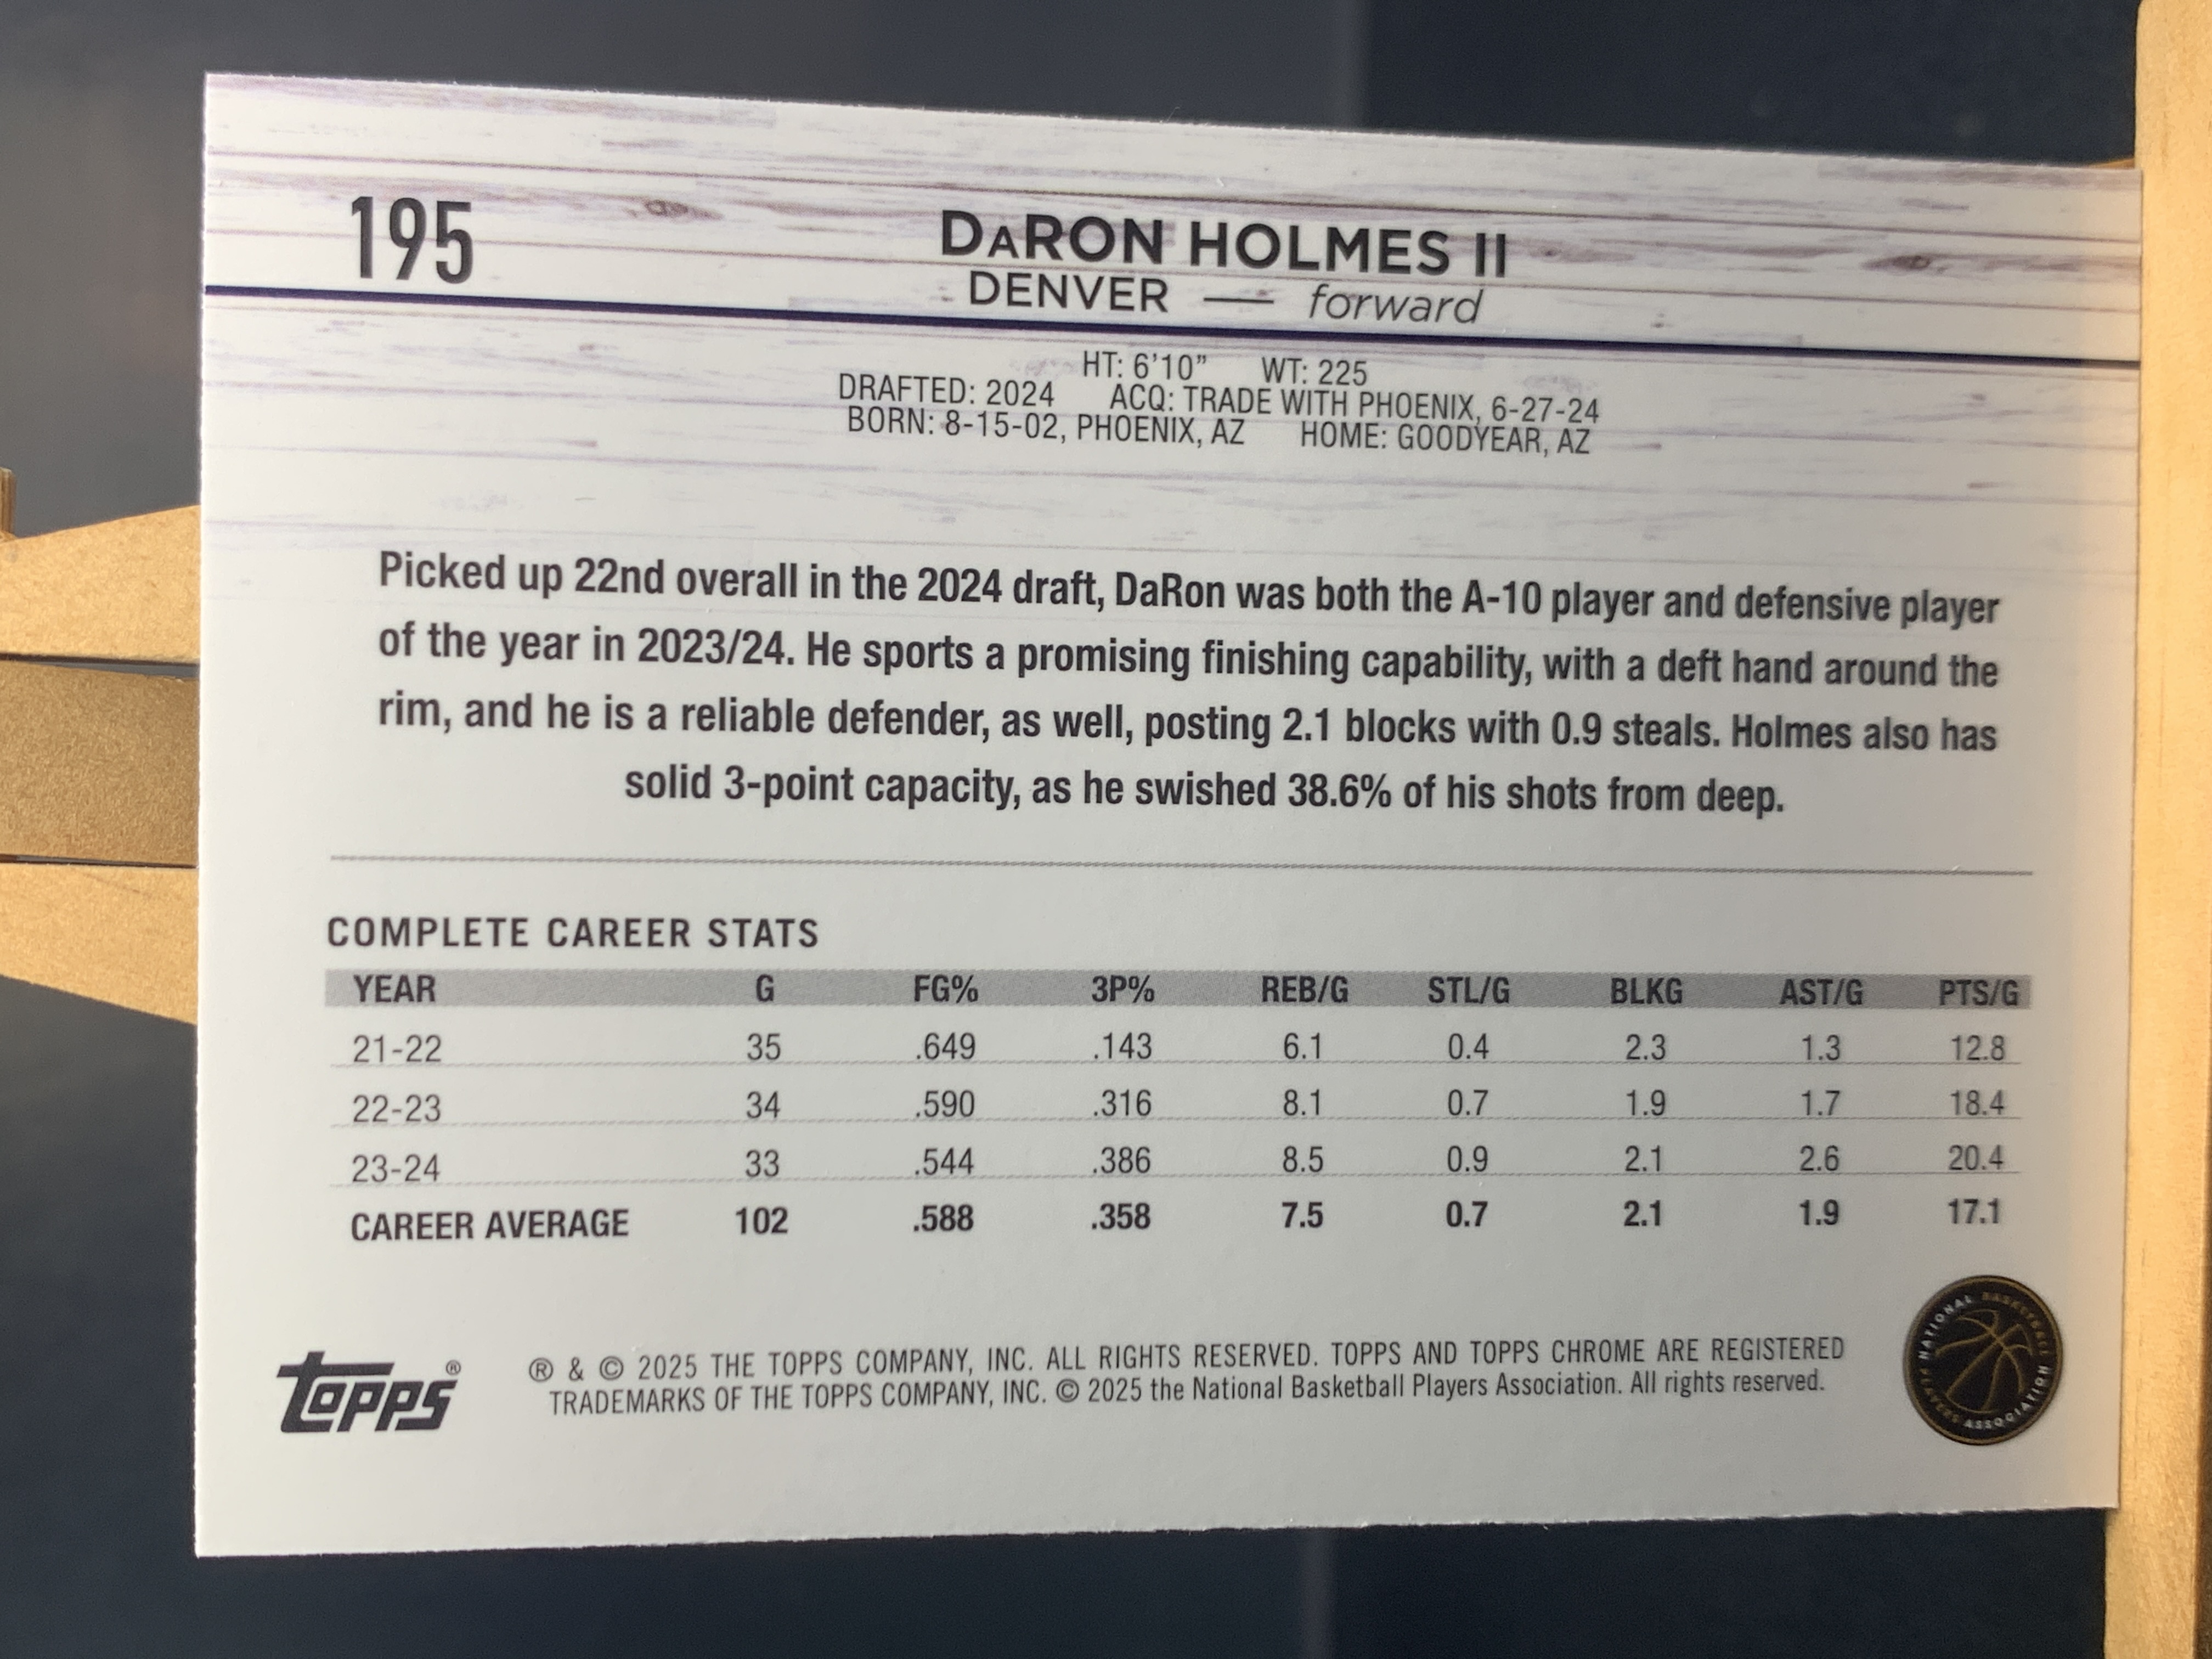 195
DaRON HOLMES II
DENVER — forward
HT: 6'10" WT: 225
DRAFTED: 2024 ACQ: TRADE WITH PHOENIX, 6-27-24
BORN: 8-15-02, PHOENIX, AZ HOME: GOODYEAR, AZ
Picked up 22nd overall in the 2024 draft, DaRon was both the A-10 player and defensive player
of the year in 2023/24. He sports a promising finishing capability, with a deft hand around the
rim, and he is a reliable defender, as well, posting 2.1 blocks with 0.9 steals. Holmes also has
solid 3-point capacity, as he swished 38.6% of his shots from deep.
COMPLETE CAREER STATS
YEAR G FG% 3P% REB/G STL/G BLKG AST/G PTS/G
21-22 35 .649 .143 6.1 0.4 2.3 1.3 12.8
22-23 34 .590 .316 8.1 0.7 1.9 1.7 18.4
23-24 33 .544 .386 8.5 0.9 2.1 2.6 20.4
CAREER AVERAGE 102 .588 .358 7.5 0.7 2.1 1.9 17.1
topps®
® & © 2025 THE TOPPS COMPANY, INC. ALL RIGHTS RESERVED. TOPPS AND TOPPS CHROME ARE REGISTERED
TRADEMARKS OF THE TOPPS COMPANY, INC. © 2025 the National Basketball Players Association. All rights reserved.
NATIONAL BASKETBALL PLAYERS ASSOCIATION